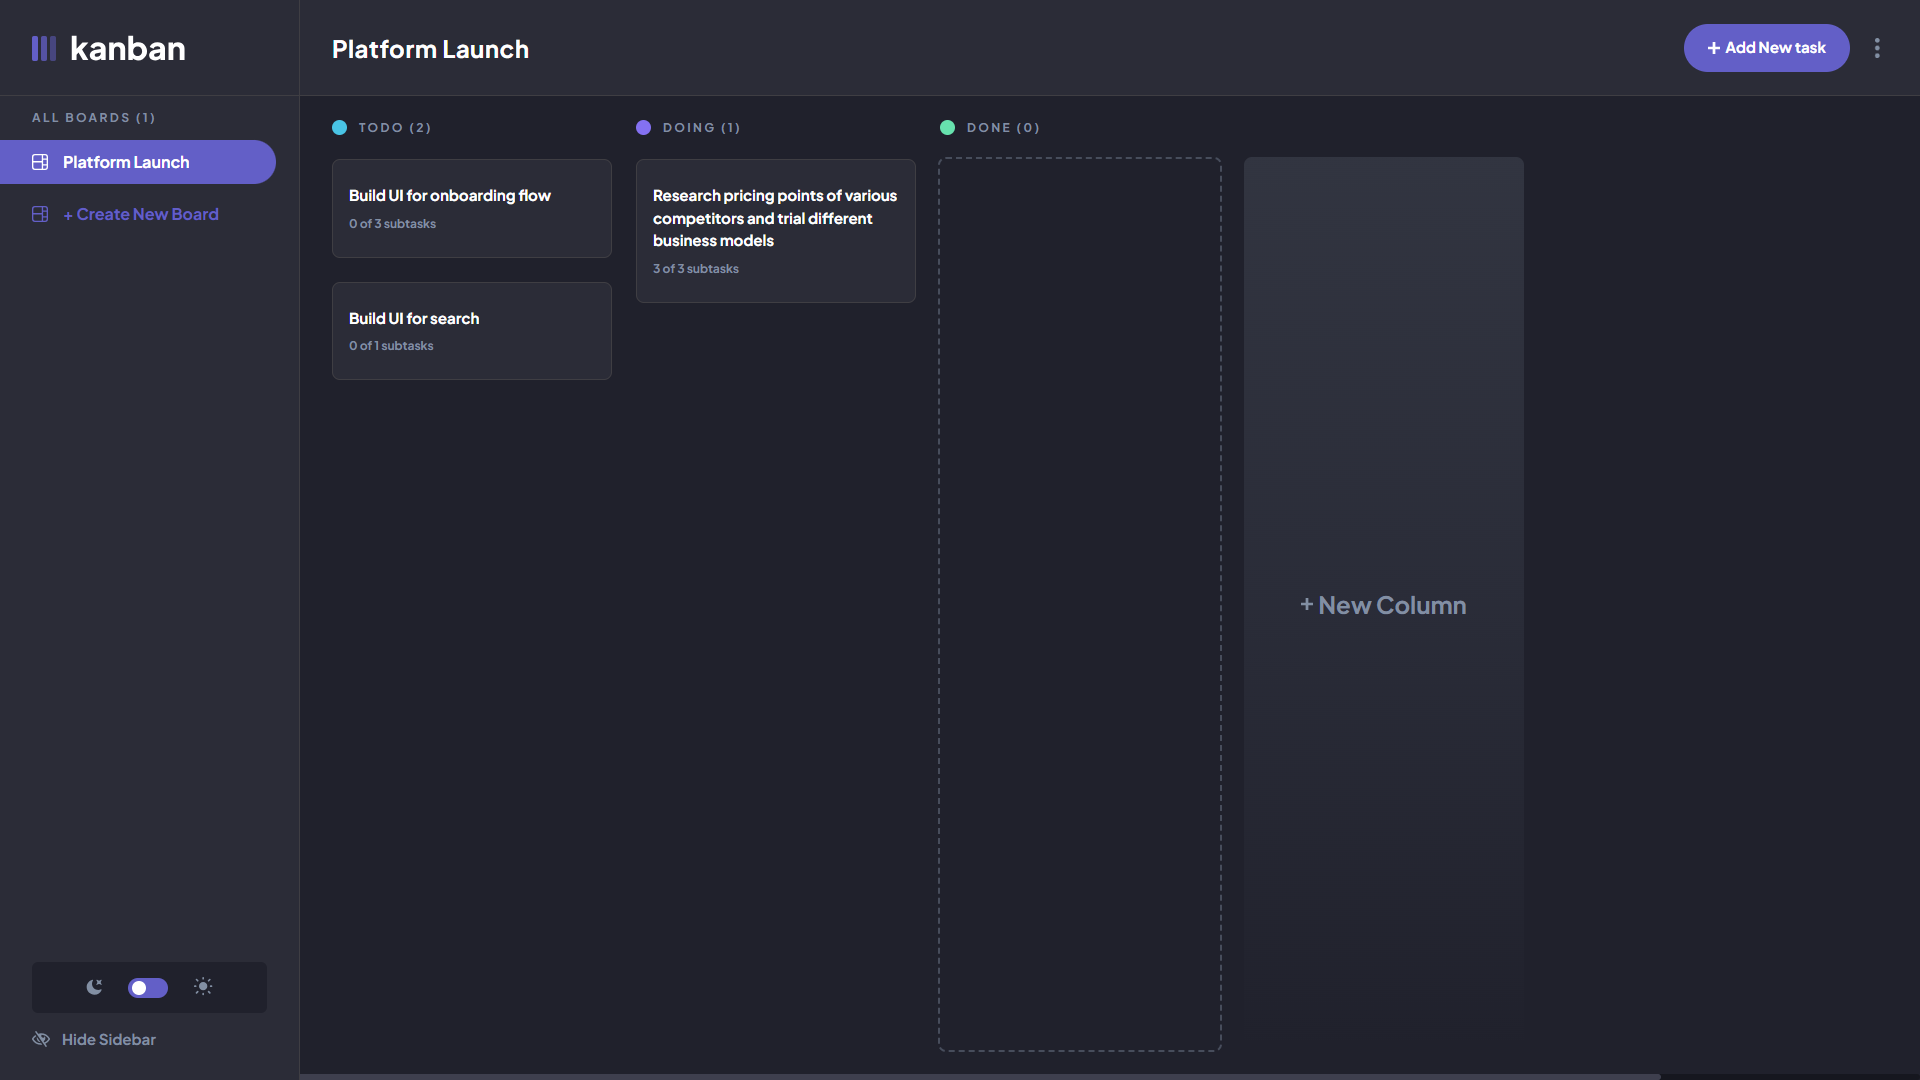 kanban
Platform Launch
+ Add New task
ALL BOARDS (1)
Platform Launch
+ Create New Board
TODO (2)
Build UI for onboarding flow
0 of 3 subtasks
Build UI for search
0 of 1 subtasks
DOING (1)
Research pricing points of various
competitors and trial different
business models
3 of 3 subtasks
DONE (0)
+ New Column
Hide Sidebar